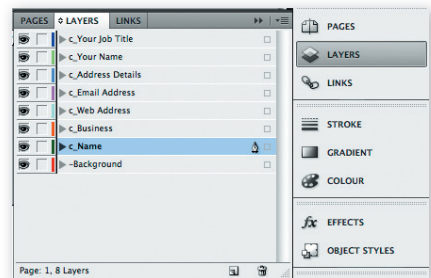 PAGES LAYERS LINKS
c_Your Job Title
c_Your Name
c_Address Details
c_Email Address
c_Web Address
c_Business
c_Name
-Background
Page: 1, 8 Layers
PAGES
LAYERS
LINKS
STROKE
GRADIENT
COLOUR
fx EFFECTS
OBJECT STYLES